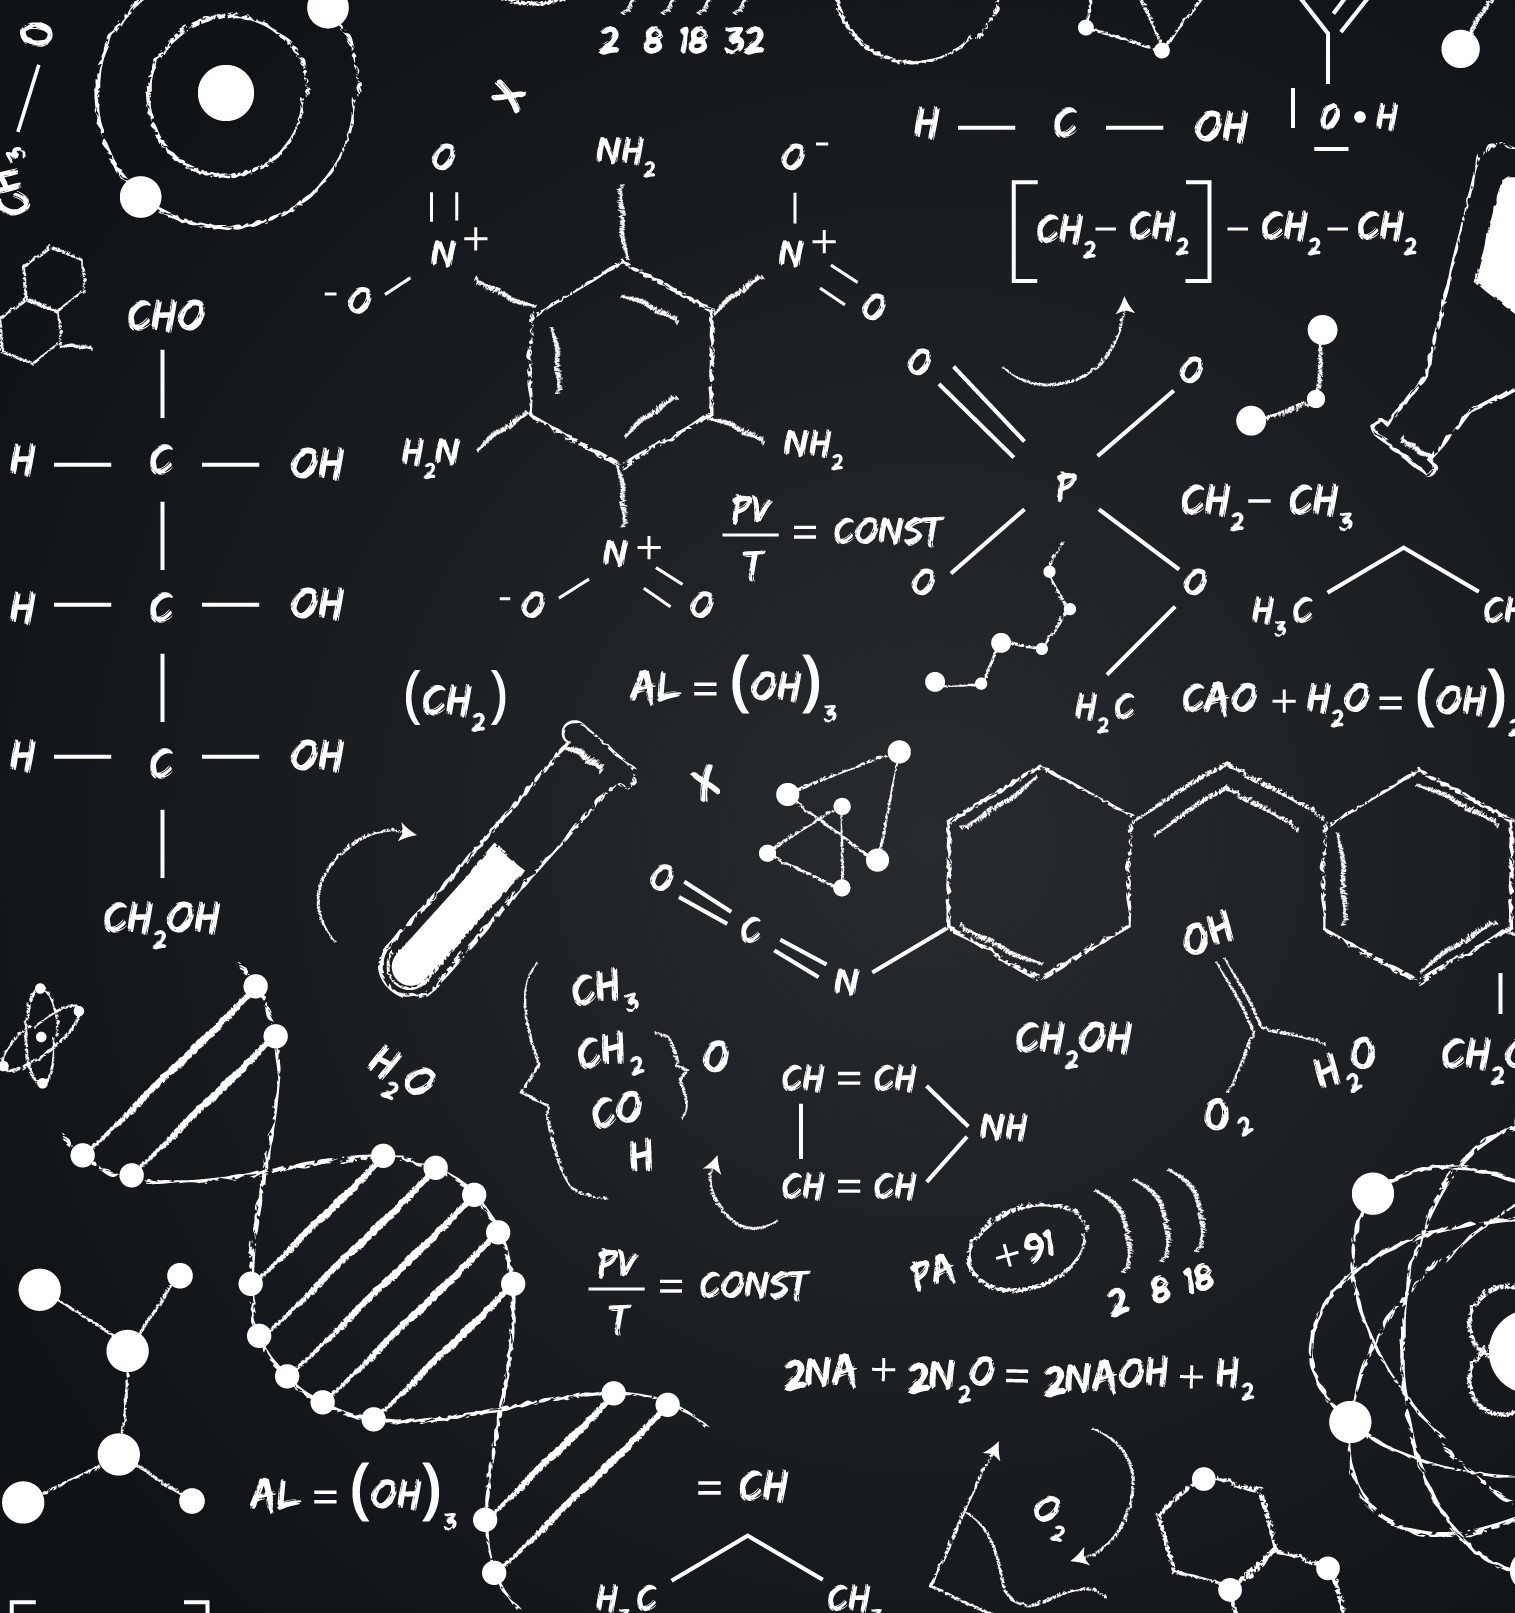 O
CH3
2 8 18 32
H — C — OH
O • H
[CH2– CH2] – CH2–CH2
O
N+
-O
NH2
O-
N+
O
H2N
NH2
N+
-O
O
PV
T
= CONST
CHO
H — C — OH
H — C — OH
H — C — OH
CH2OH
O
O
P
O
O
H2C
CH2– CH3
H3C
(CH2)
AL = (OH)3
CAO + H2O = (OH)
O
C
N
CH3
CH2
O
CO
H
H2O
CH = CH
NH
CH = CH
CH2OH
OH
H2O
O2
PV
T
= CONST
PA +91
2 8 18
2NA + 2N2O = 2NAOH + H2
AL = (OH)3
= CH
O2